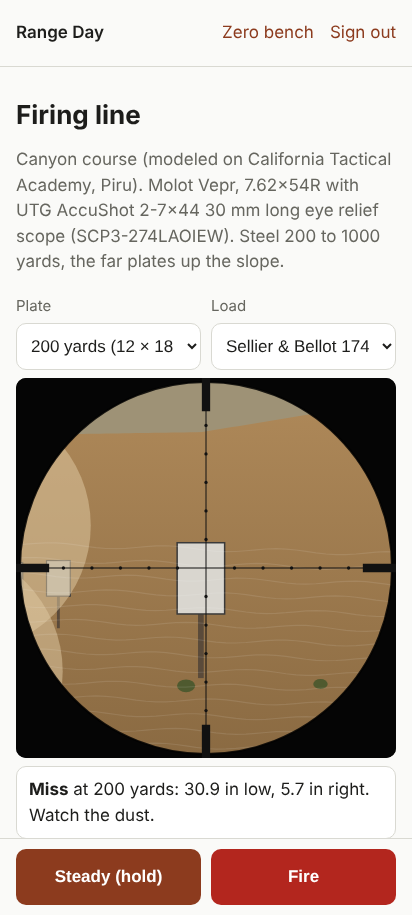 Range Day
Zero bench
Sign out
Firing line
Canyon course (modeled on California Tactical
Academy, Piru). Molot Vepr, 7.62×54R with
UTG AccuShot 2-7×44 30 mm long eye relief
scope (SCP3-274LAOIEW). Steel 200 to 1000
yards, the far plates up the slope.
Plate
Load
200 yards (12 × 18
Sellier & Bellot 174
Miss at 200 yards: 30.9 in low, 5.7 in right.
Watch the dust.
Steady (hold)
Fire